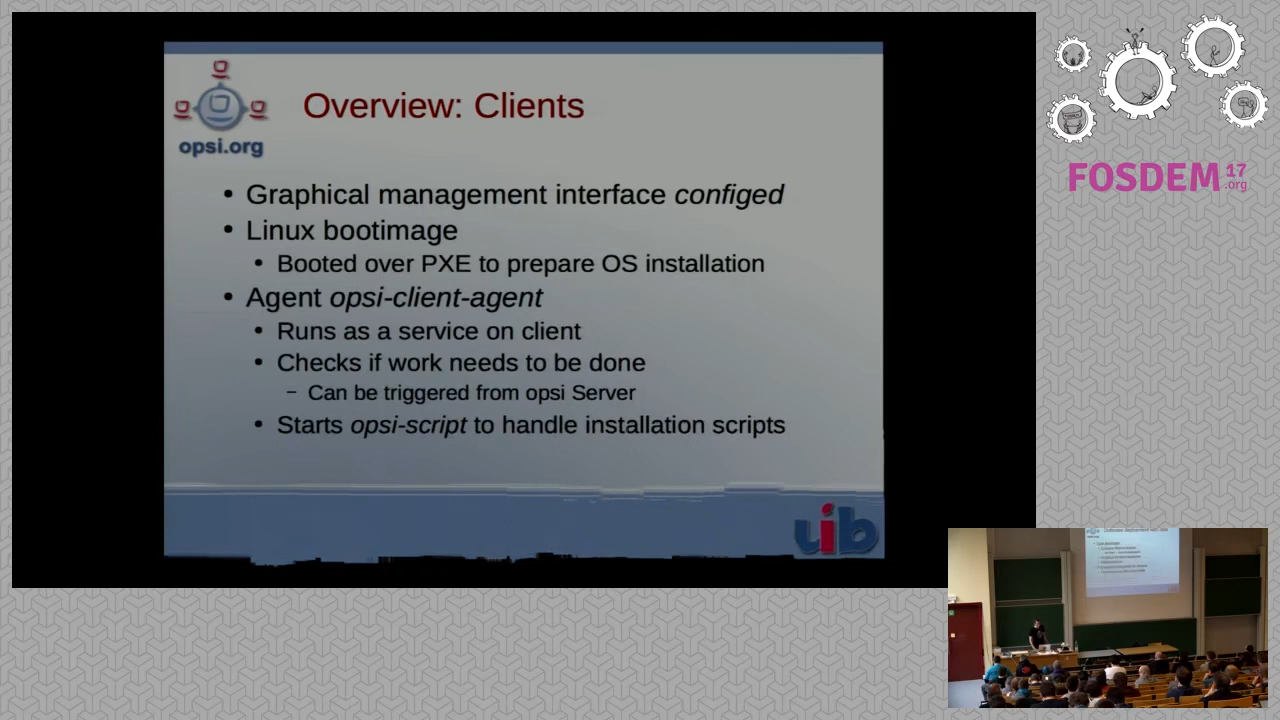 opsi.org
Overview: Clients
• Graphical management interface configed
• Linux bootimage
• Booted over PXE to prepare OS installation
• Agent opsi-client-agent
• Runs as a service on client
• Checks if work needs to be done
– Can be triggered from opsi Server
• Starts opsi-script to handle installation scripts
uib
FOSDEM 17
.org